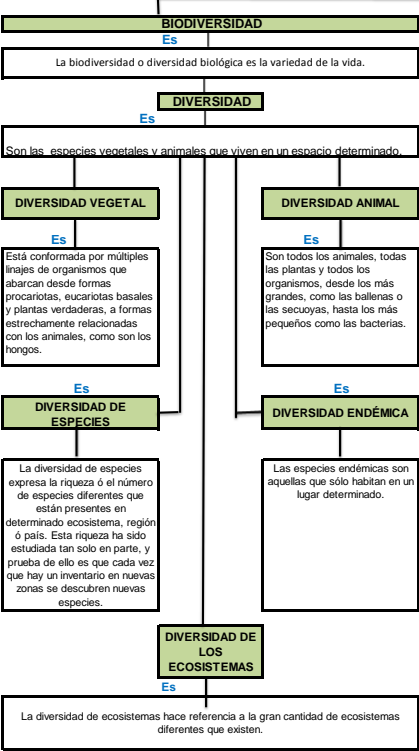 BIODIVERSIDAD
Es
La biodiversidad o diversidad biológica es la variedad de la vida.
DIVERSIDAD
Es
Son las especies vegetales y animales que viven en un espacio determinado.
DIVERSIDAD VEGETAL
Es
Está conformada por múltiples
linajes de organismos que
abarcan desde formas
procariotas, eucariotas basales
y plantas verdaderas, a formas
estrechamente relacionadas
con los animales, como son los
hongos.
DIVERSIDAD ANIMAL
Es
Son todos los animales, todas
las plantas y todos los
organismos, desde los más
grandes, como las ballenas o
las secuoyas, hasta los más
pequeños como las bacterias.
Es
DIVERSIDAD DE
ESPECIES
La diversidad de especies
expresa la riqueza ó el número
de especies diferentes que
están presentes en
determinado ecosistema, región
ó país. Esta riqueza ha sido
estudiada tan solo en parte, y
prueba de ello es que cada vez
que hay un inventario en nuevas
zonas se descubren nuevas
especies.
Es
DIVERSIDAD ENDÉMICA
Las especies endémicas son
aquellas que sólo habitan en un
lugar determinado.
DIVERSIDAD DE
LOS
ECOSISTEMAS
Es
La diversidad de ecosistemas hace referencia a la gran cantidad de ecosistemas
diferentes que existen.